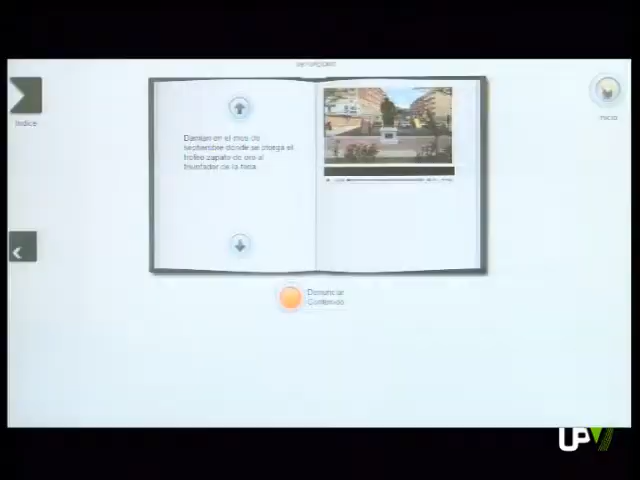 Indice
Inicio
Damian en el mes de
septiembre donde se otorga el
trofeo zapato de oro al
triunfador de la feria.
Denunciar
Contenido
UPV